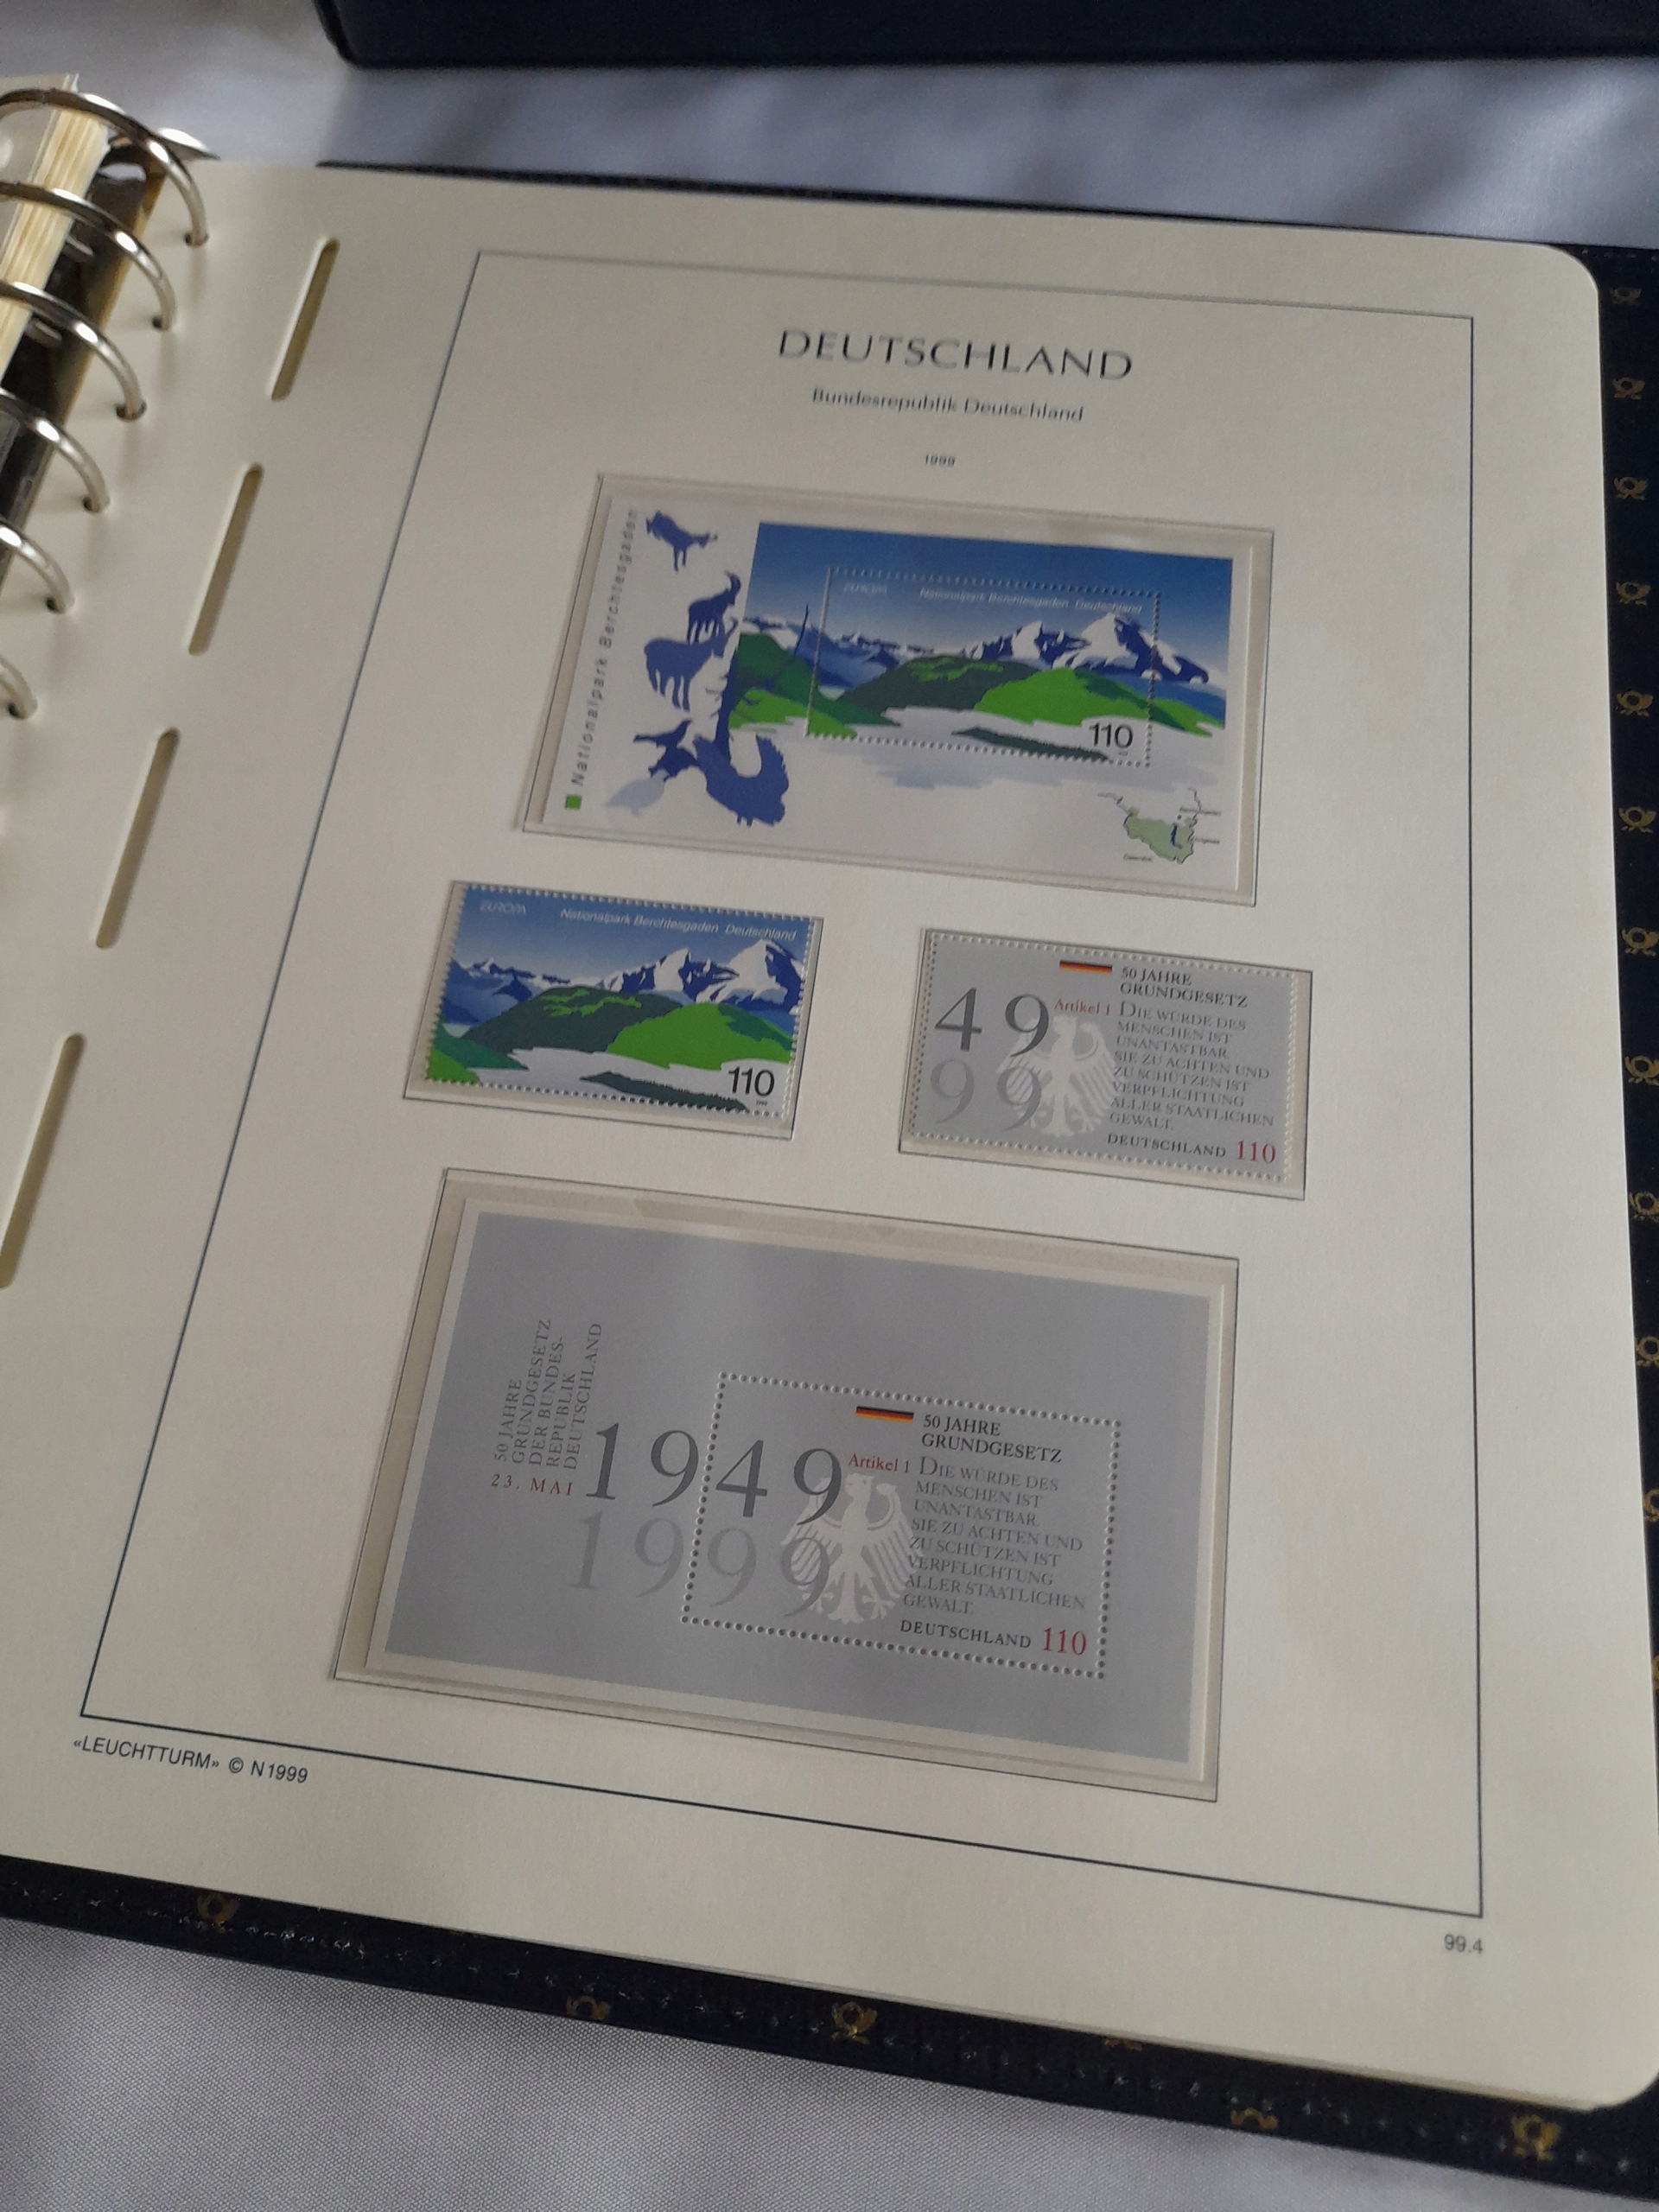 DEUTSCHLAND
Bundesrepublik Deutschland
1999
Nationalpark Berchtesgaden
EUROPA
Nationalpark Berchtesgaden Deutschland
110
EUROPA
Nationalpark Berchtesgaden Deutschland
110
1999
50 JAHRE
GRUNDGESETZ
49
Artikel 1 DIE WÜRDE DES
MENSCHEN IST
UNANTASTBAR.
SIE ZU ACHTEN UND
99
ZU SCHÜTZEN IST
VERPFLICHTUNG
ALLER STAATLICHEN
GEWALT.
DEUTSCHLAND 110
50 JAHRE
GRUNDGESETZ
DER BUNDES-
REPUBLIK
DEUTSCHLAND
23. MAI
1949
1999
50 JAHRE
GRUNDGESETZ
Artikel 1 DIE WÜRDE DES
MENSCHEN IST
UNANTASTBAR.
SIE ZU ACHTEN UND
ZU SCHÜTZEN IST
VERPFLICHTUNG
ALLER STAATLICHEN
GEWALT.
DEUTSCHLAND 110
«LEUCHTTURM» © N1999
99.4